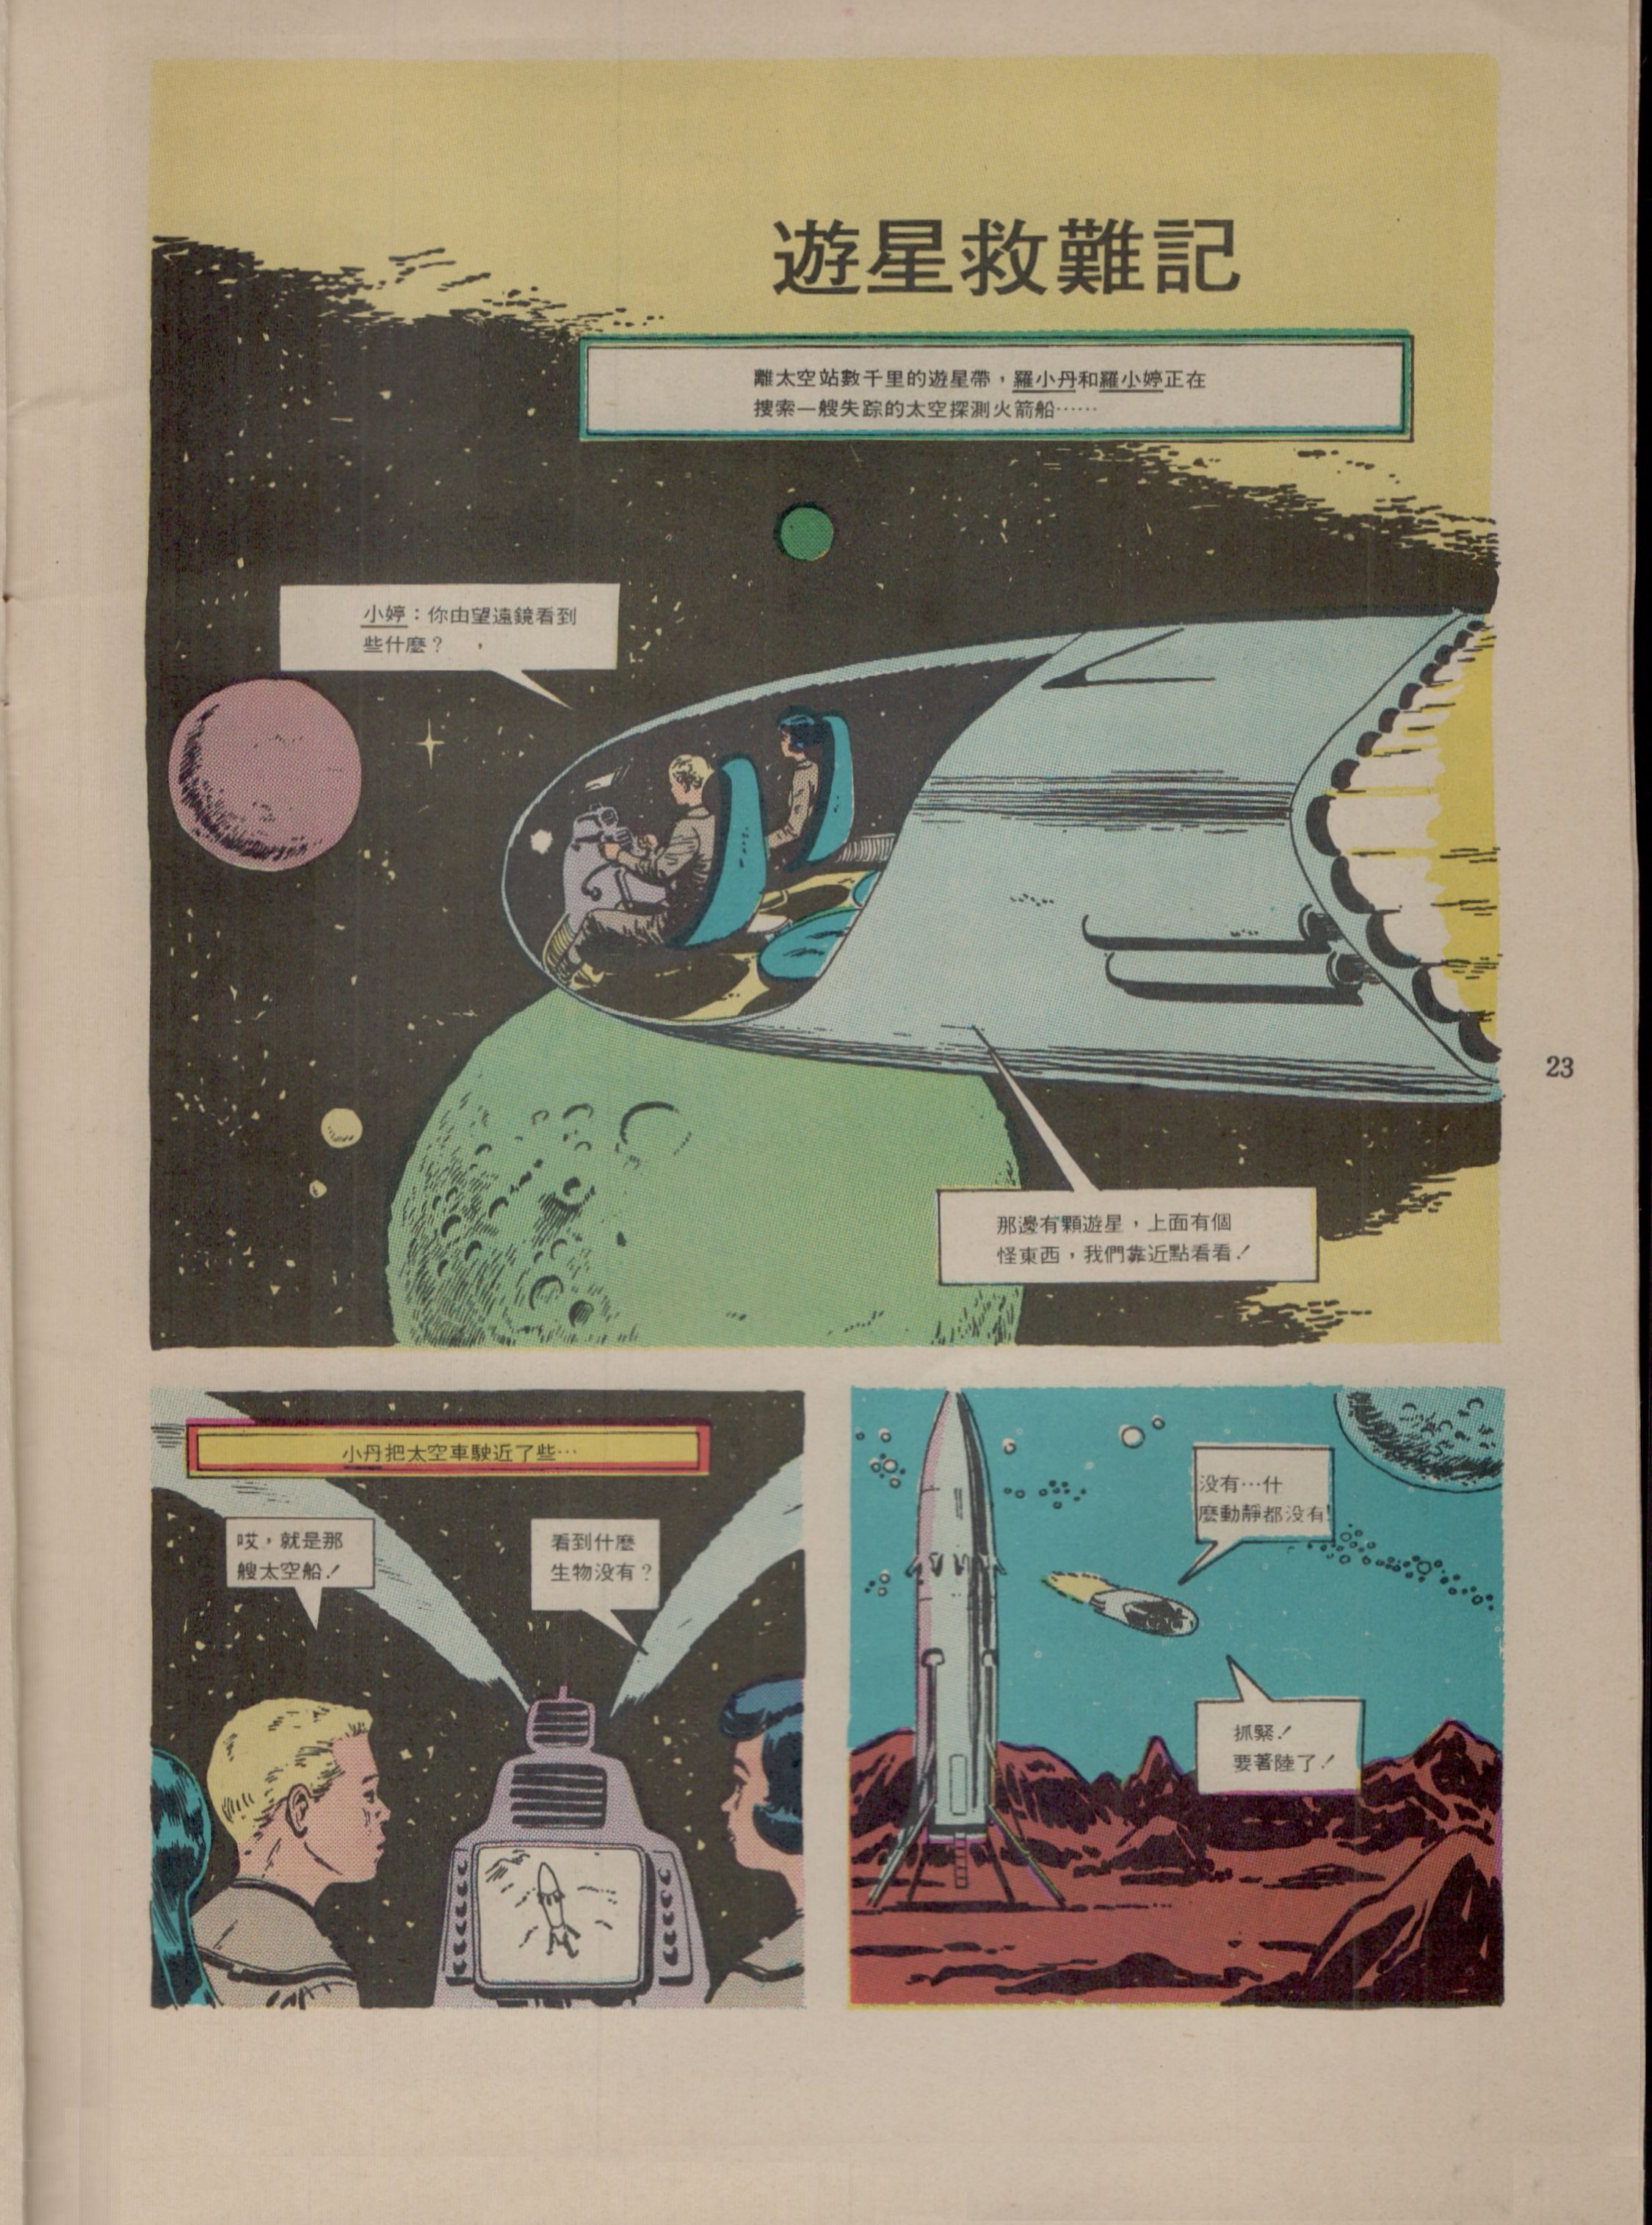 遊星救難記
離太空站數千里的遊星帶，羅小丹和羅小婷正在
捜索一艘失踪的太空探測火箭船……
小婷：你由望遠鏡看到
些什麼？
那邊有顆遊星，上面有個
怪東西，我們靠近點看看！
23
小丹把太空車駛近了些…
哎，就是那
艘太空船！
看到什麼
生物没有？
没有…什
麼動靜都没有！
抓緊！
要著陸了！